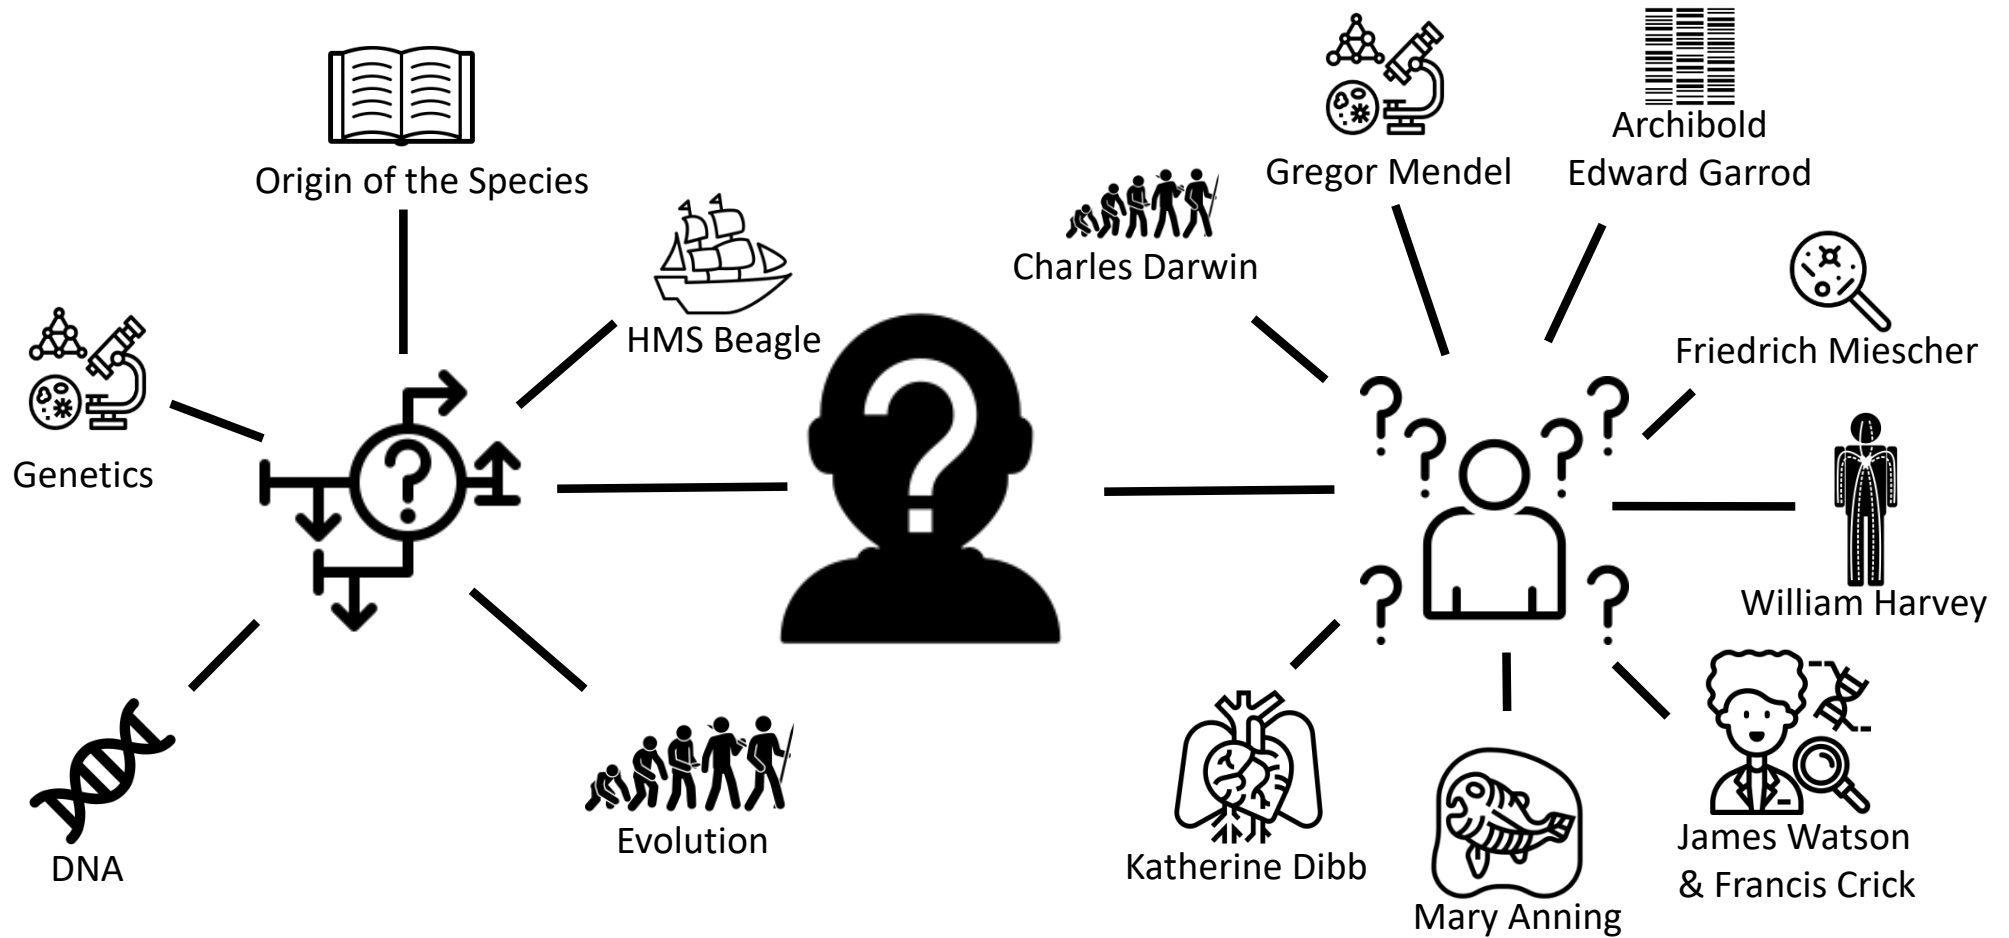 Origin of the Species
HMS Beagle
Genetics
DNA
Evolution
Charles Darwin
Gregor Mendel
Archibold
Edward Garrod
Friedrich Miescher
William Harvey
James Watson
& Francis Crick
Mary Anning
Katherine Dibb